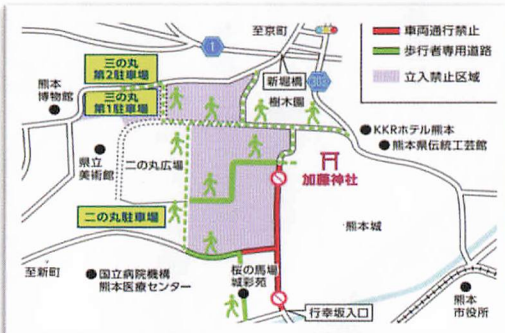 至京町
1
車両通行禁止
歩行者専用道路
立入禁止区域
三の丸
第2駐車場
三の丸
第1駐車場
新堀橋
303
熊本
博物館
樹木園
KKRホテル熊本
熊本県伝統工芸館
県立
美術館
二の丸広場
加藤神社
二の丸駐車場
熊本城
至新町
国立病院機構
熊本医療センター
桜の馬場
城彩苑
行幸坂入口
熊本
市役所